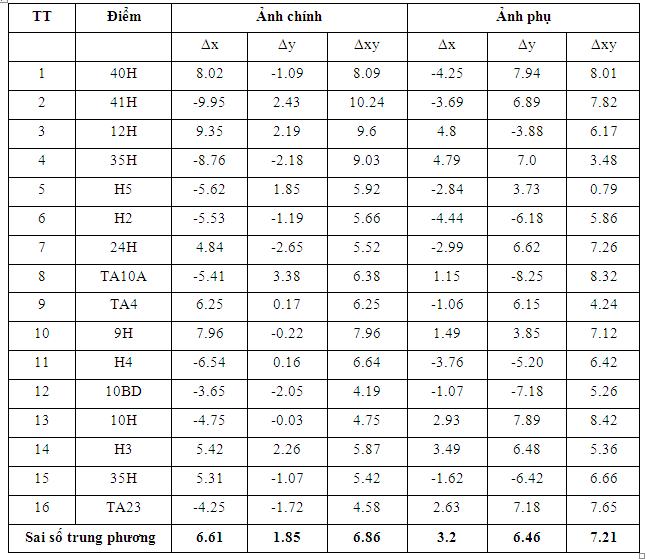 TT Điểm Ảnh chính Ảnh phụ
Δx Δy Δxy Δx Δy Δxy
1 40H 8.02 -1.09 8.09 -4.25 7.94 8.01
2 41H -9.95 2.43 10.24 -3.69 6.89 7.82
3 12H 9.35 2.19 9.6 4.8 -3.88 6.17
4 35H -8.76 -2.18 9.03 4.79 7.0 3.48
5 H5 -5.62 1.85 5.92 -2.84 3.73 0.79
6 H2 -5.53 -1.19 5.66 -4.44 -6.18 5.86
7 24H 4.84 -2.65 5.52 -2.99 6.62 7.26
8 TA10A -5.41 3.38 6.38 1.15 -8.25 8.32
9 TA4 6.25 0.17 6.25 -1.06 6.15 4.24
10 9H 7.96 -0.22 7.96 1.49 3.85 7.12
11 H4 -6.54 0.16 6.64 -3.76 -5.20 6.42
12 10BD -3.65 -2.05 4.19 -1.07 -7.18 5.26
13 10H -4.75 -0.03 4.75 2.93 7.89 8.42
14 H3 5.42 2.26 5.87 3.49 6.48 5.36
15 35H 5.31 -1.07 5.42 -1.62 -6.42 6.66
16 TA23 -4.25 -1.72 4.58 2.63 7.18 7.65
Sai số trung phương 6.61 1.85 6.86 3.2 6.46 7.21